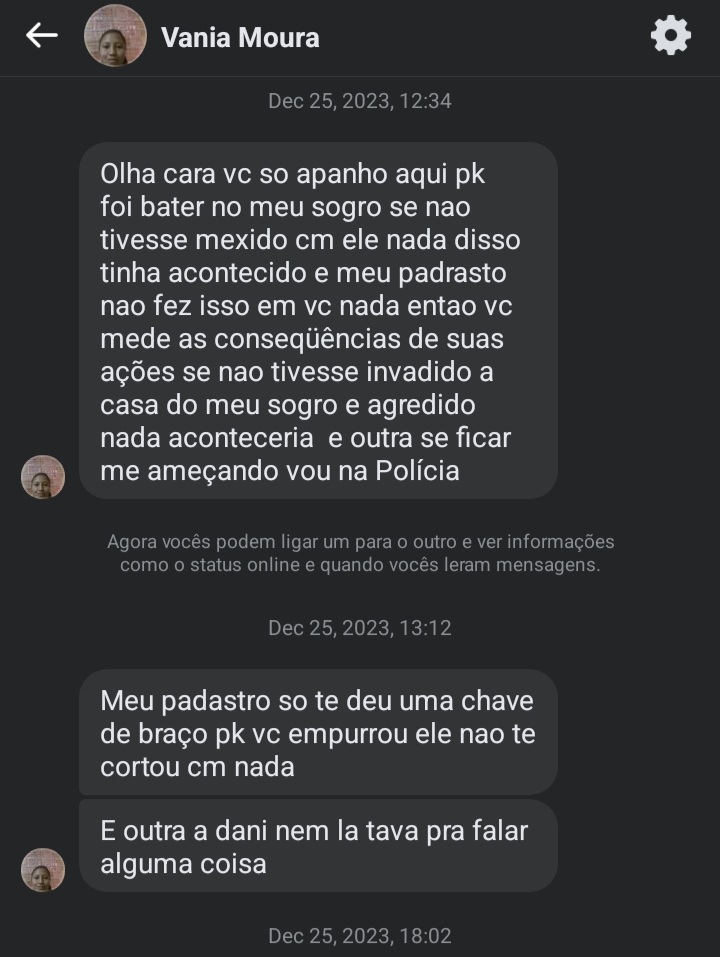 Vania Moura
Dec 25, 2023, 12:34
Olha cara vc so apanho aqui pk
foi bater no meu sogro se nao
tivesse mexido cm ele nada disso
tinha acontecido e meu padrasto
nao fez isso em vc nada entao vc
mede as conseqüências de suas
ações se nao tivesse invadido a
casa do meu sogro e agredido
nada aconteceria  e outra se ficar
me ameçando vou na Polícia
Agora vocês podem ligar um para o outro e ver informações
como o status online e quando vocês leram mensagens.
Dec 25, 2023, 13:12
Meu padastro so te deu uma chave
de braço pk vc empurrou ele nao te
cortou cm nada
E outra a dani nem la tava pra falar
alguma coisa
Dec 25, 2023, 18:02